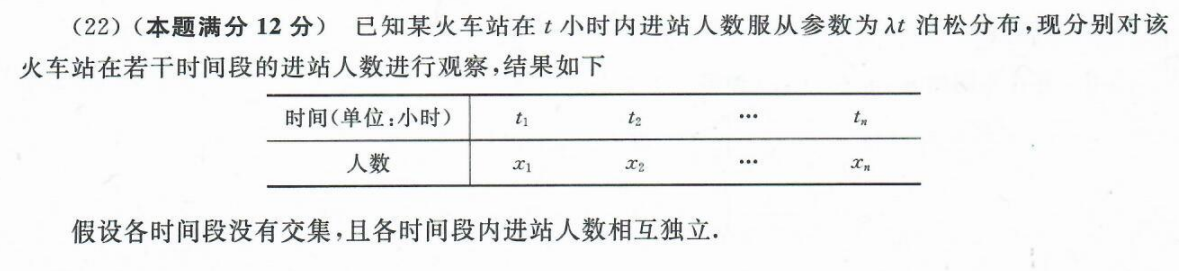 (22)(本题满分 12 分) 已知某火车站在 t 小时内进站人数服从参数为 λt 泊松分布,现分别对该
火车站在若干时间段的进站人数进行观察,结果如下
时间(单位:小时) t₁ t₂ … tₙ
人数 x₁ x₂ … xₙ
假设各时间段没有交集,且各时间段内进站人数相互独立.